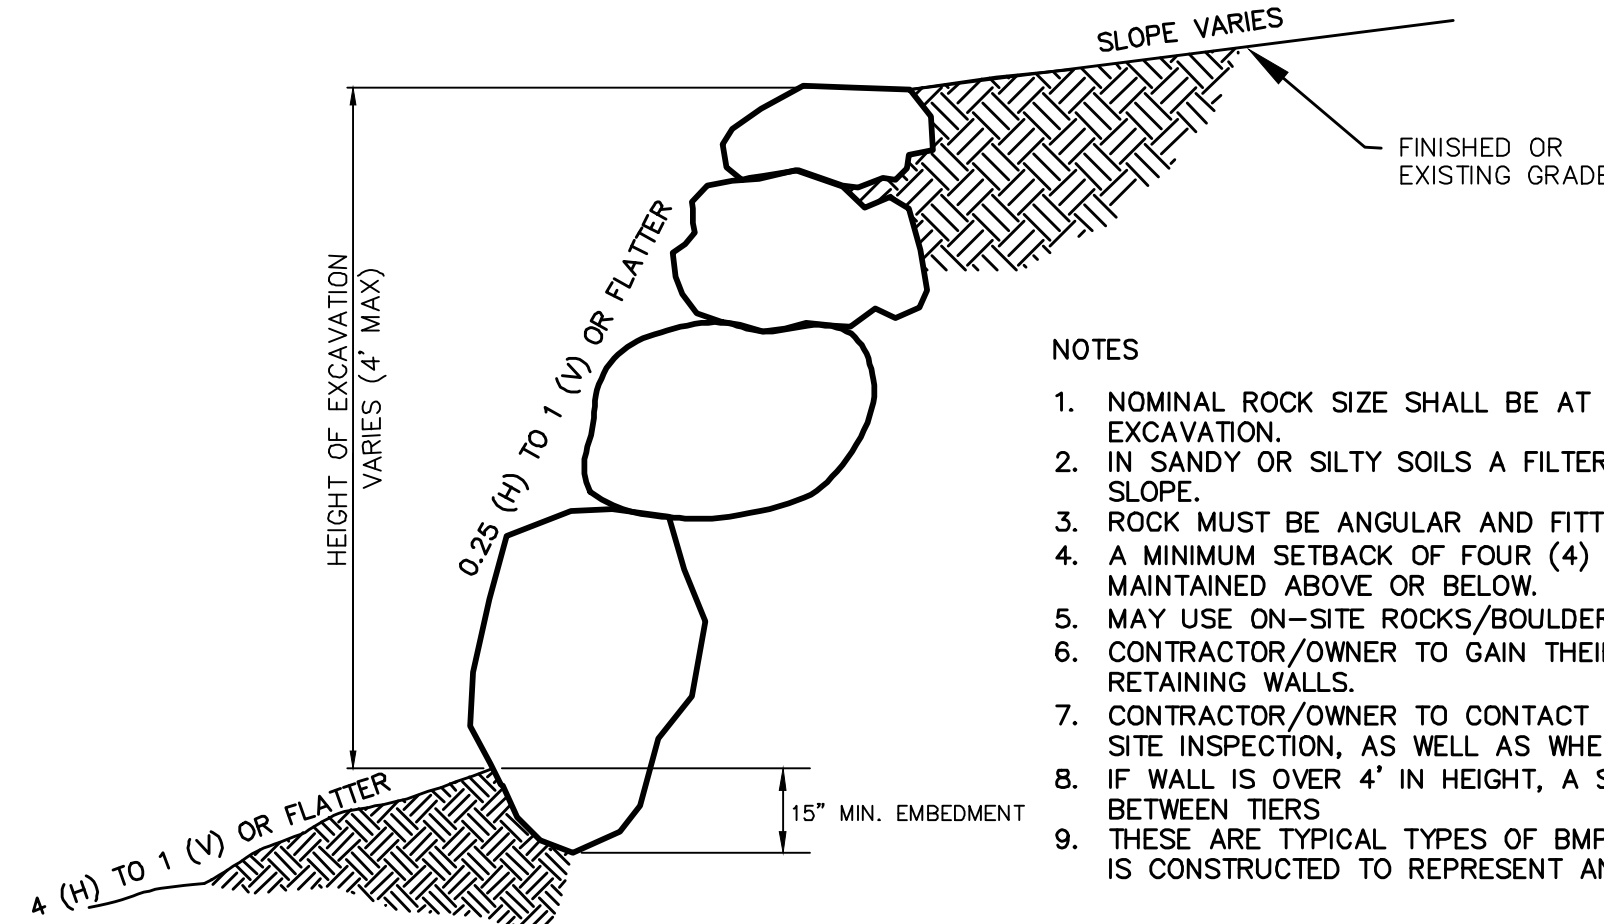 SLOPE VARIES
FINISHED OR
EXISTING GRADE
HEIGHT OF EXCAVATION
VARIES (4' MAX)
0.25 (H) TO 1 (V) OR FLATTER
4 (H) TO 1 (V) OR FLATTER
15" MIN. EMBEDMENT
NOTES
1. NOMINAL ROCK SIZE SHALL BE AT
EXCAVATION.
2. IN SANDY OR SILTY SOILS A FILTER
SLOPE.
3. ROCK MUST BE ANGULAR AND FITT
4. A MINIMUM SETBACK OF FOUR (4)
MAINTAINED ABOVE OR BELOW.
5. MAY USE ON-SITE ROCKS/BOULDER
6. CONTRACTOR/OWNER TO GAIN THEI
RETAINING WALLS.
7. CONTRACTOR/OWNER TO CONTACT
SITE INSPECTION, AS WELL AS WHE
8. IF WALL IS OVER 4' IN HEIGHT, A S
BETWEEN TIERS
9. THESE ARE TYPICAL TYPES OF BMP
IS CONSTRUCTED TO REPRESENT AN